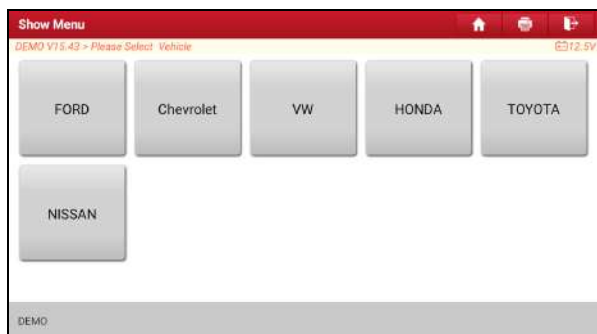 Show Menu
DEMO V15.43 > Please Select Vehicle
12.5V
FORD
Chevrolet
VW
HONDA
TOYOTA
NISSAN
DEMO